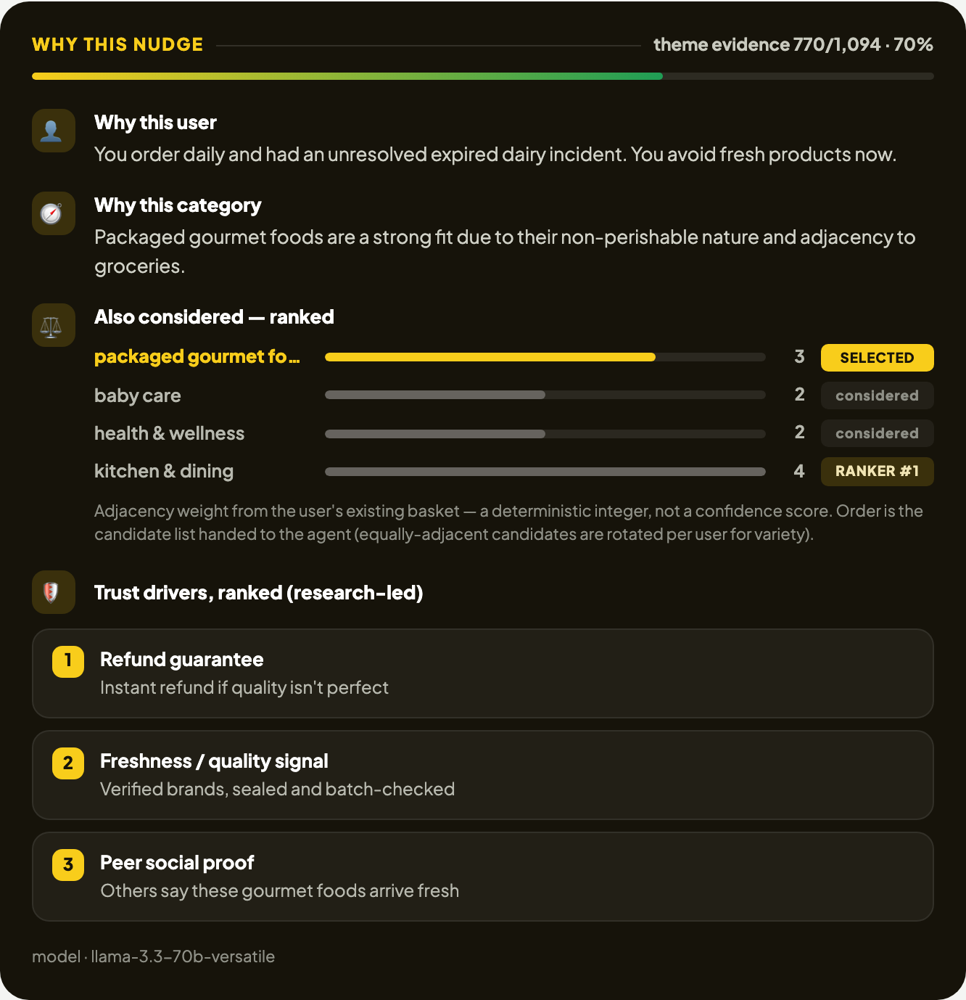 WHY THIS NUDGE
theme evidence 770/1,094 · 70%
Why this user
You order daily and had an unresolved expired dairy incident. You avoid fresh products now.
Why this category
Packaged gourmet foods are a strong fit due to their non-perishable nature and adjacency to
groceries.
Also considered — ranked
packaged gourmet fo... 3 SELECTED
baby care 2 considered
health & wellness 2 considered
kitchen & dining 4 RANKER #1
Adjacency weight from the user's existing basket — a deterministic integer, not a confidence score. Order is the
candidate list handed to the agent (equally-adjacent candidates are rotated per user for variety).
Trust drivers, ranked (research-led)
1 Refund guarantee
Instant refund if quality isn't perfect
2 Freshness / quality signal
Verified brands, sealed and batch-checked
3 Peer social proof
Others say these gourmet foods arrive fresh
model · llama-3.3-70b-versatile